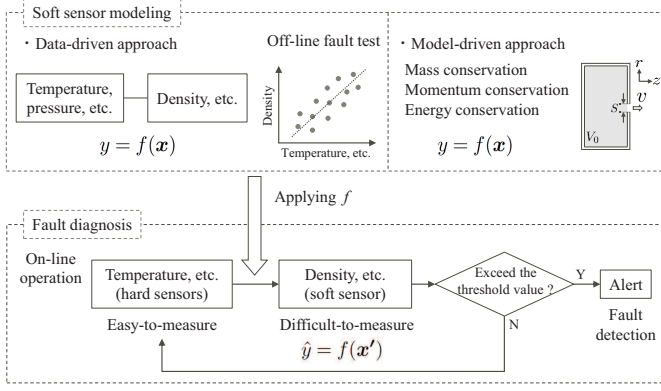 Soft sensor modeling
・Data-driven approach
Temperature,
pressure, etc.
Density, etc.
y = f(x)
Off-line fault test
Density
Temperature, etc.
・Model-driven approach
Mass conservation
Momentum conservation
Energy conservation
y = f(x)
r
z
S
v
V₀
Applying f
Fault diagnosis
On-line
operation
Temperature, etc.
(hard sensors)
Easy-to-measure
Density, etc.
(soft sensor)
Difficult-to-measure
ŷ = f(x′)
Exceed the
threshold value ?
Y
N
Alert
Fault
detection